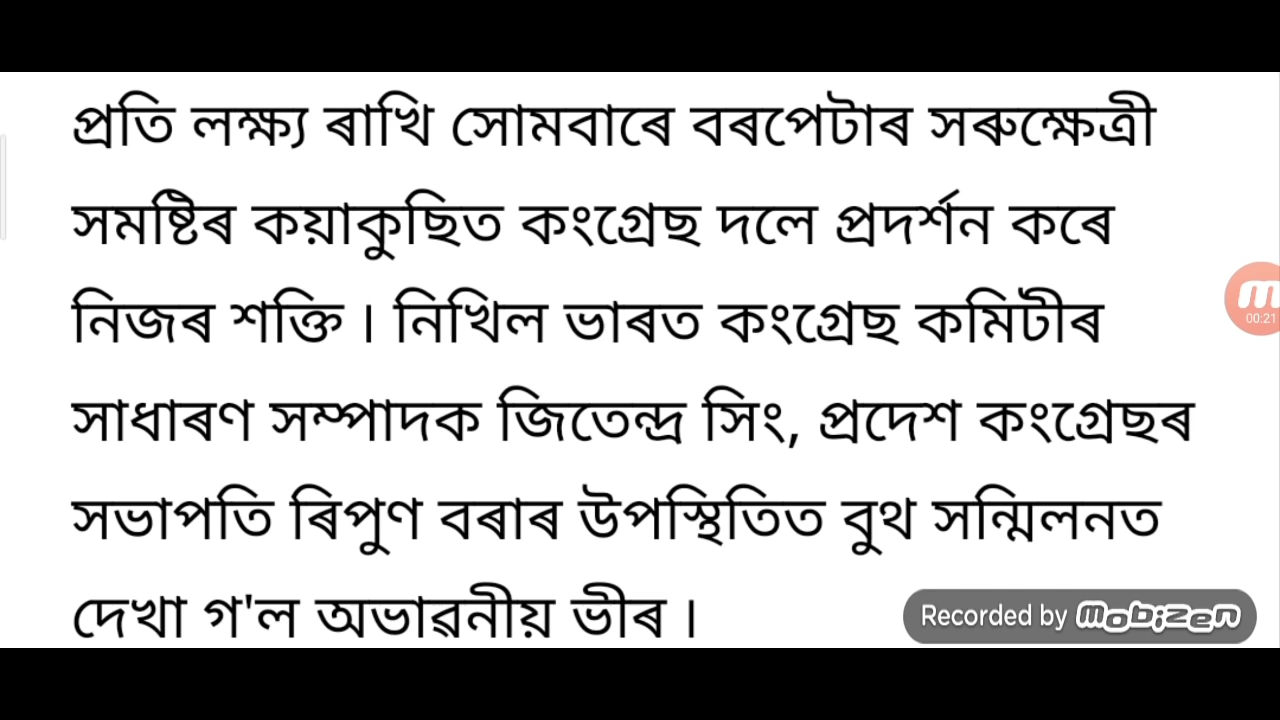 প্ৰতি লক্ষ্য ৰাখি সোমবাৰে বৰপেটাৰ সৰুক্ষেত্ৰী
সমষ্টিৰ কয়াকুছিত কংগ্ৰেছ দলে প্ৰদৰ্শন কৰে
নিজৰ শক্তি । নিখিল ভাৰত কংগ্ৰেছ কমিটীৰ
00:21
সাধাৰণ সম্পাদক জিতেন্দ্ৰ সিং, প্ৰদেশ কংগ্ৰেছৰ
সভাপতি ৰিপুণ বৰাৰ উপস্থিতিত বুথ সন্মিলনত
দেখা গ'ল অভাৱনীয় ভীৰ ।
Recorded by Mobizen